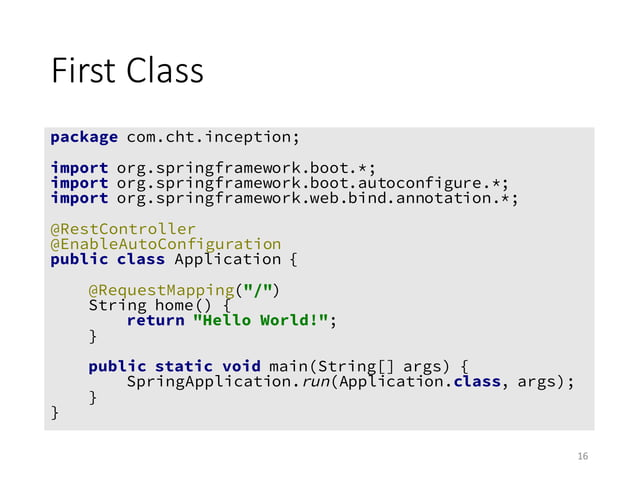 First Class
package com.cht.inception;
import org.springframework.boot.*;
import org.springframework.boot.autoconfigure.*;
import org.springframework.web.bind.annotation.*;
@RestController
@EnableAutoConfiguration
public class Application {
@RequestMapping("/")
String home() {
return "Hello World!";
}
public static void main(String[] args) {
SpringApplication.run(Application.class, args);
}
}
16